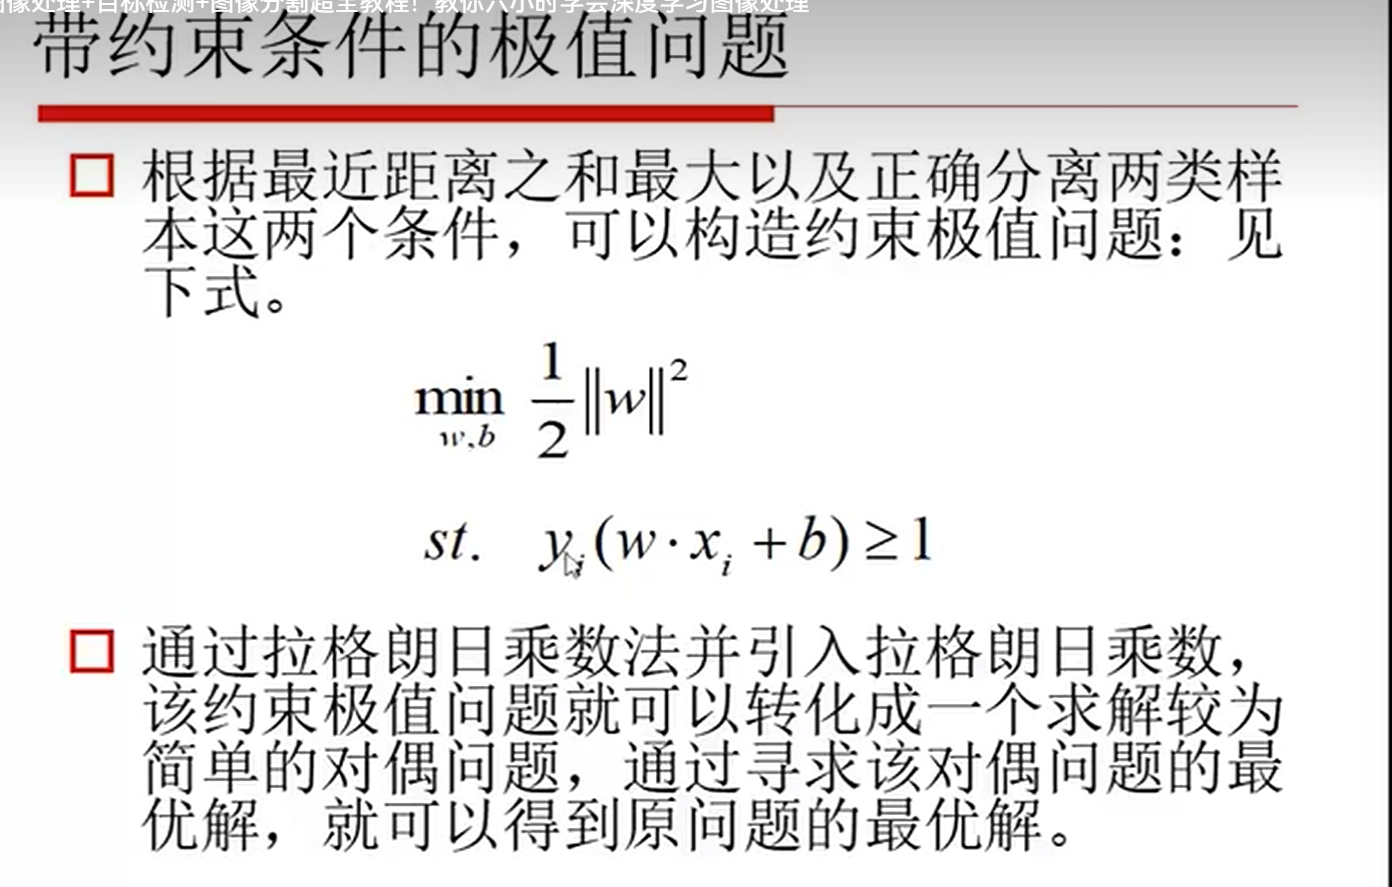 图像处理+目标检测+图像分割超全教程！教你六小时学会深度学习图像处理
带约束条件的极值问题
根据最近距离之和最大以及正确分离两类样
本这两个条件，可以构造约束极值问题：见
下式。
min 1/2 ||w||²
w,b
st. yᵢ(w·xᵢ+b)≥1
通过拉格朗日乘数法并引入拉格朗日乘数，
该约束极值问题就可以转化成一个求解较为
简单的对偶问题，通过寻求该对偶问题的最
优解，就可以得到原问题的最优解。